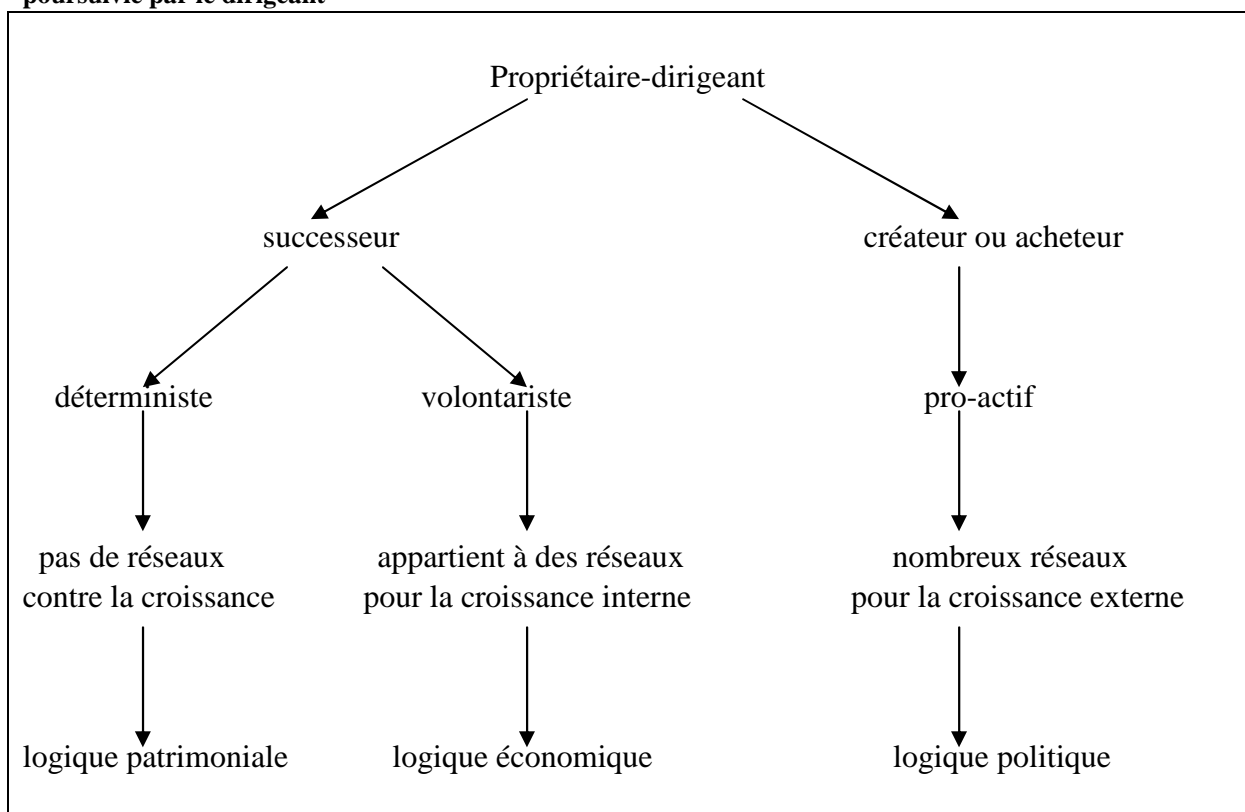 poursuivie par le dirigeant
Propriétaire-dirigeant
successeur
créateur ou acheteur
déterministe
volontariste
pro-actif
pas de réseaux
contre la croissance
appartient à des réseaux
pour la croissance interne
nombreux réseaux
pour la croissance externe
logique patrimoniale
logique économique
logique politique